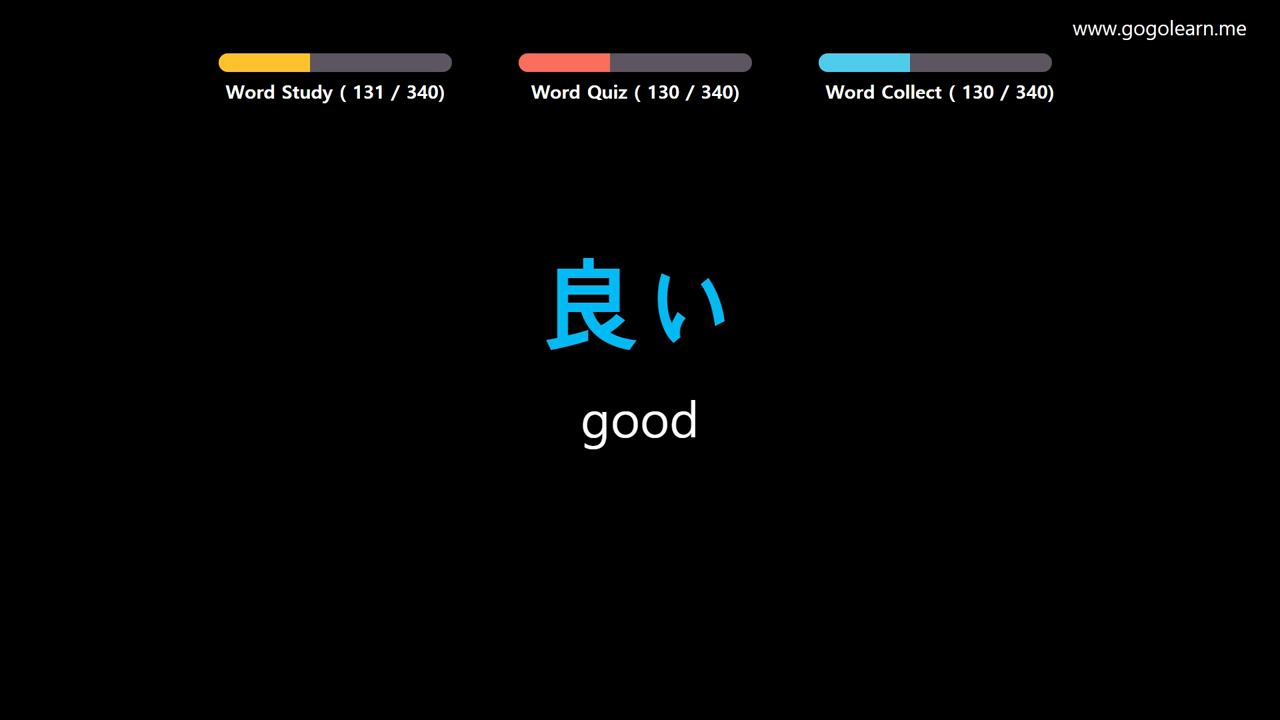 www.gogolearn.me
Word Study ( 131 / 340)
Word Quiz ( 130 / 340)
Word Collect ( 130 / 340)
良い
good